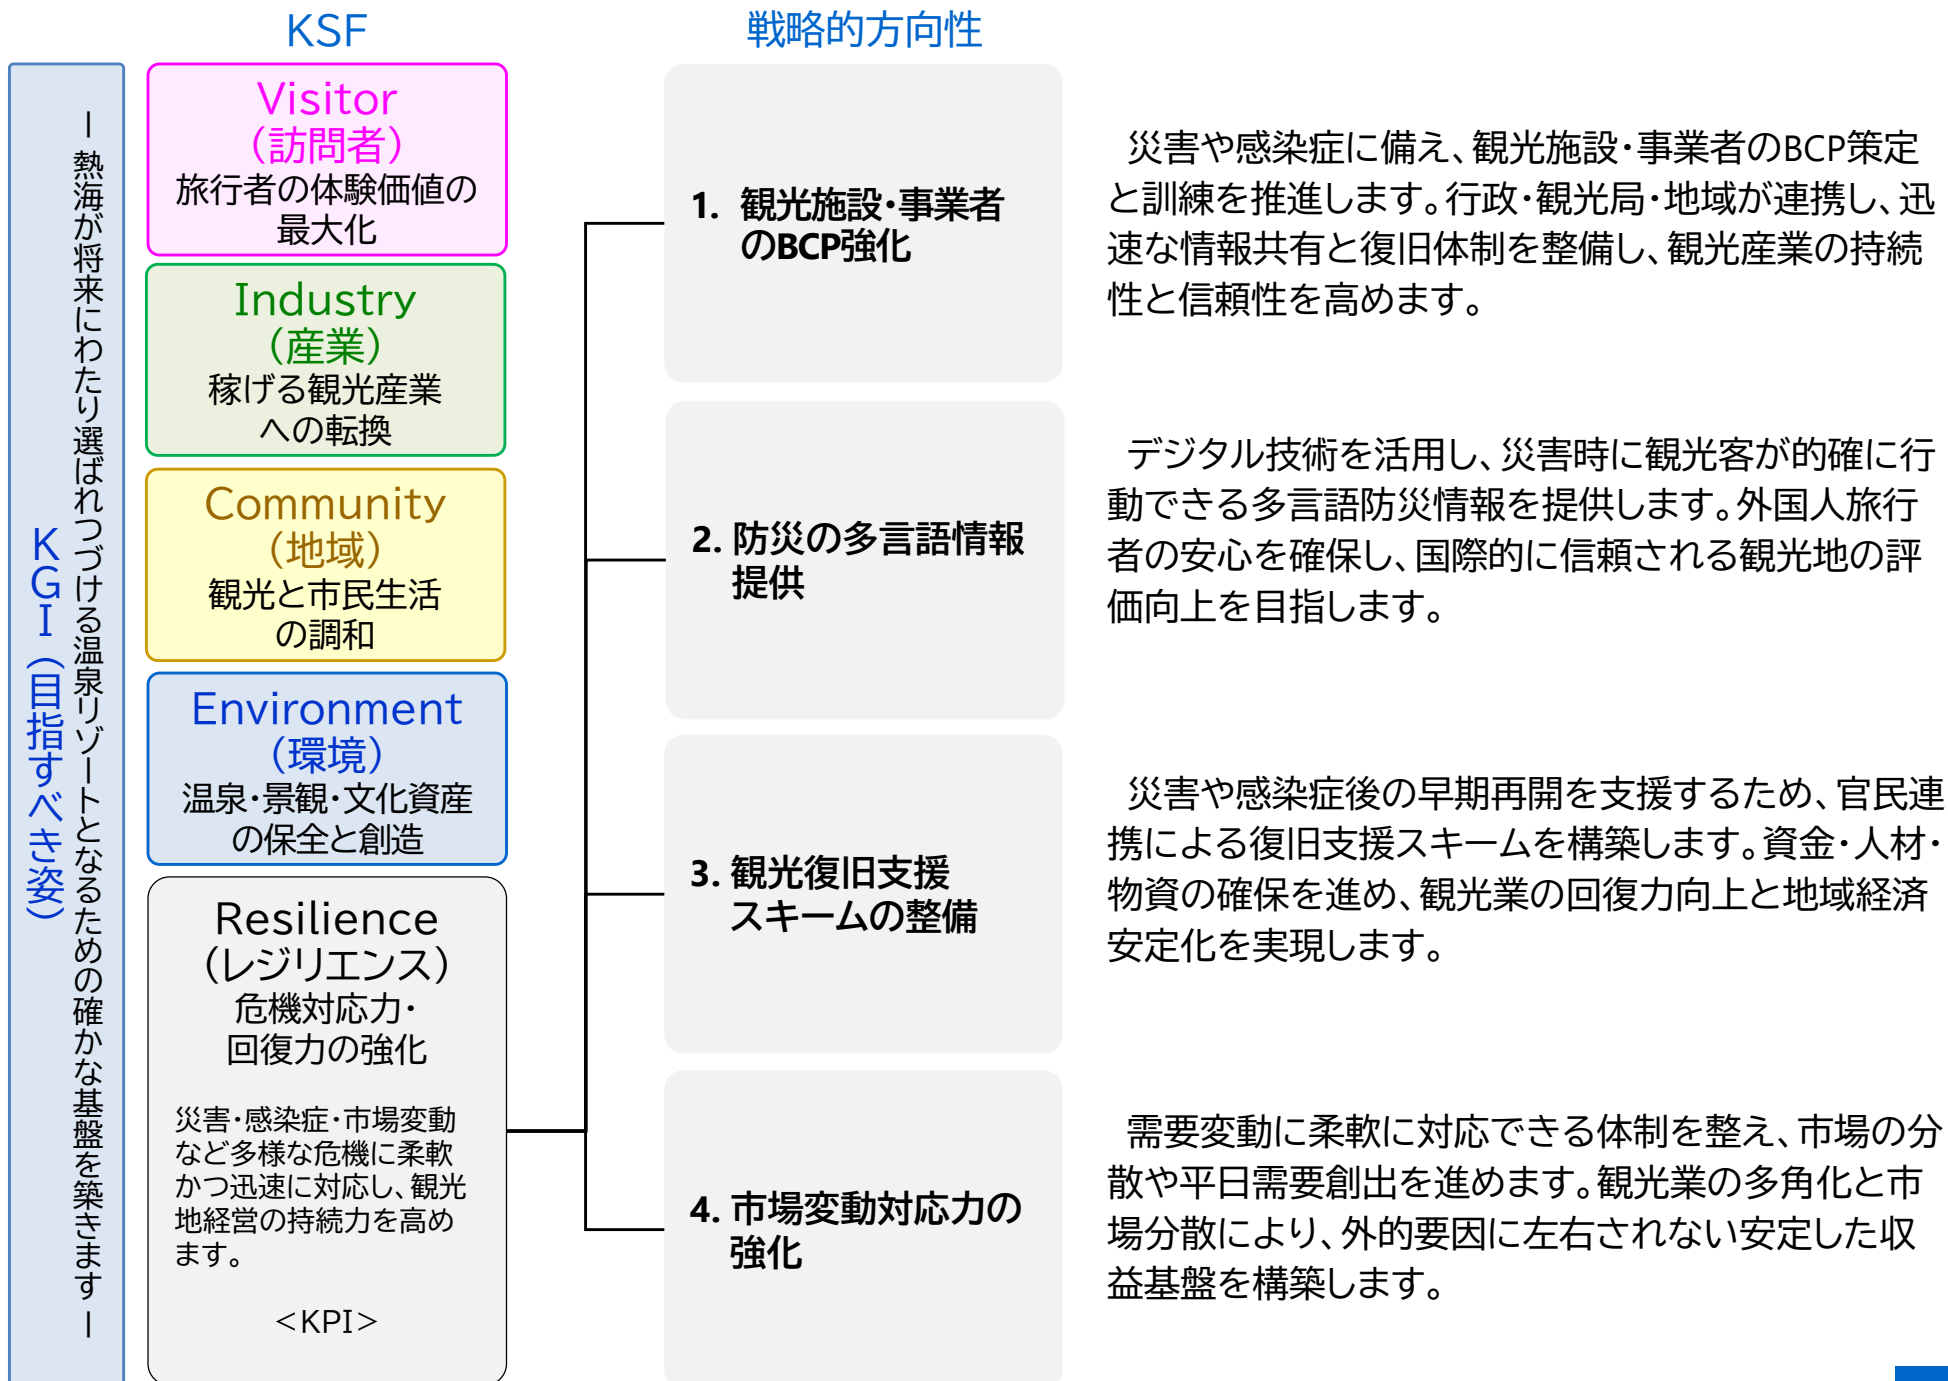 KSF
戦略的方向性
KGI（目指すべき姿）
ー 熱海が将来にわたり選ばれつづける温泉リゾートとなるための確かな基盤を築きます ー
Visitor
（訪問者）
旅行者の体験価値の
最大化
Industry
（産業）
稼げる観光産業
への転換
Community
（地域）
観光と市民生活
の調和
Environment
（環境）
温泉・景観・文化資産
の保全と創造
Resilience
（レジリエンス）
危機対応力・
回復力の強化
災害・感染症・市場変動
など多様な危機に柔軟
かつ迅速に対応し、観光
地経営の持続力を高め
ます。
＜KPI＞
1. 観光施設・事業者
のBCP強化
災害や感染症に備え、観光施設・事業者のBCP策定
と訓練を推進します。行政・観光局・地域が連携し、迅
速な情報共有と復旧体制を整備し、観光産業の持続
性と信頼性を高めます。
2. 防災の多言語情報
提供
デジタル技術を活用し、災害時に観光客が的確に行
動できる多言語防災情報を提供します。外国人旅行
者の安心を確保し、国際的に信頼される観光地の評
価向上を目指します。
3. 観光復旧支援
スキームの整備
災害や感染症後の早期再開を支援するため、官民連
携による復旧支援スキームを構築します。資金・人材・
物資の確保を進め、観光業の回復力向上と地域経済
安定化を実現します。
4. 市場変動対応力の
強化
需要変動に柔軟に対応できる体制を整え、市場の分
散や平日需要創出を進めます。観光業の多角化と市
場分散により、外的要因に左右されない安定した収
益基盤を構築します。